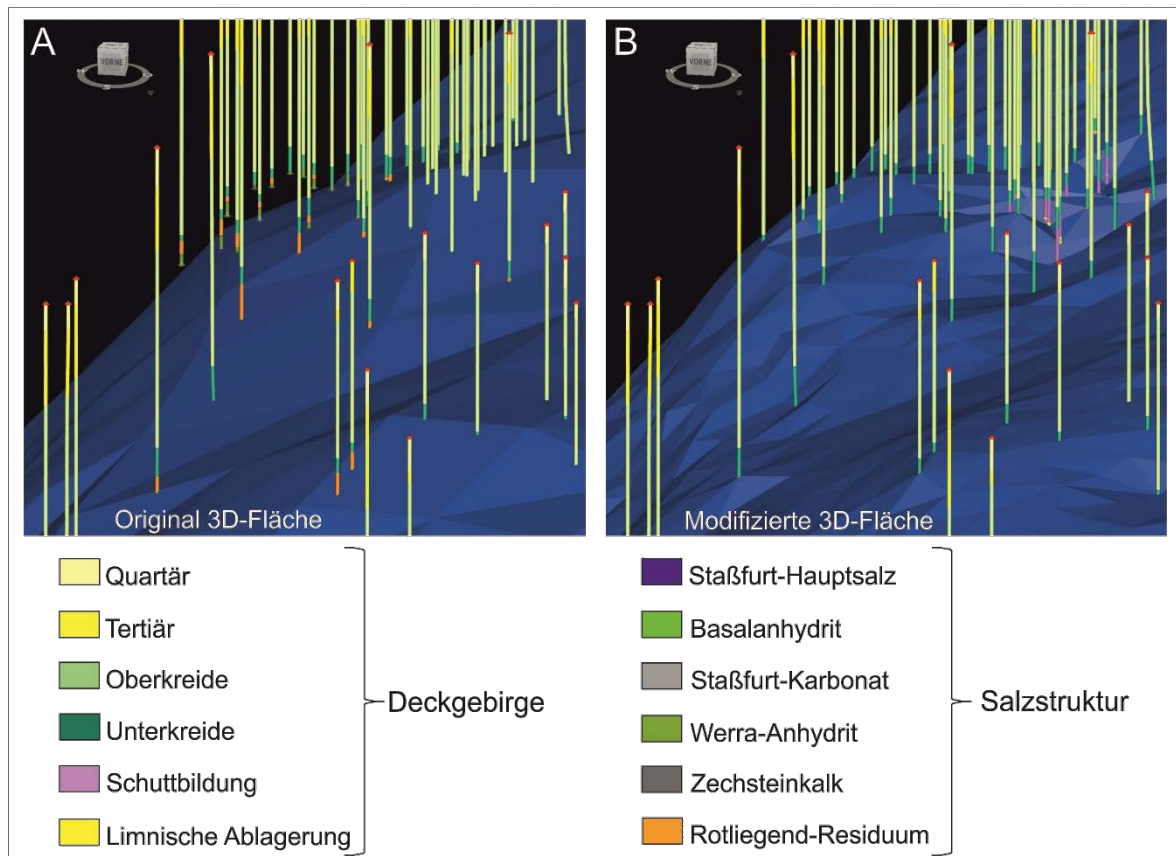 A
VORNE
Original 3D-Fläche
B
VORNE
Modifizierte 3D-Fläche
Quartär
Tertiär
Oberkreide
Unterkreide
Schuttbildung
Limnische Ablagerung
Deckgebirge
Staßfurt-Hauptsalz
Basalanhydrit
Staßfurt-Karbonat
Werra-Anhydrit
Zechsteinkalk
Rotliegend-Residuum
Salzstruktur